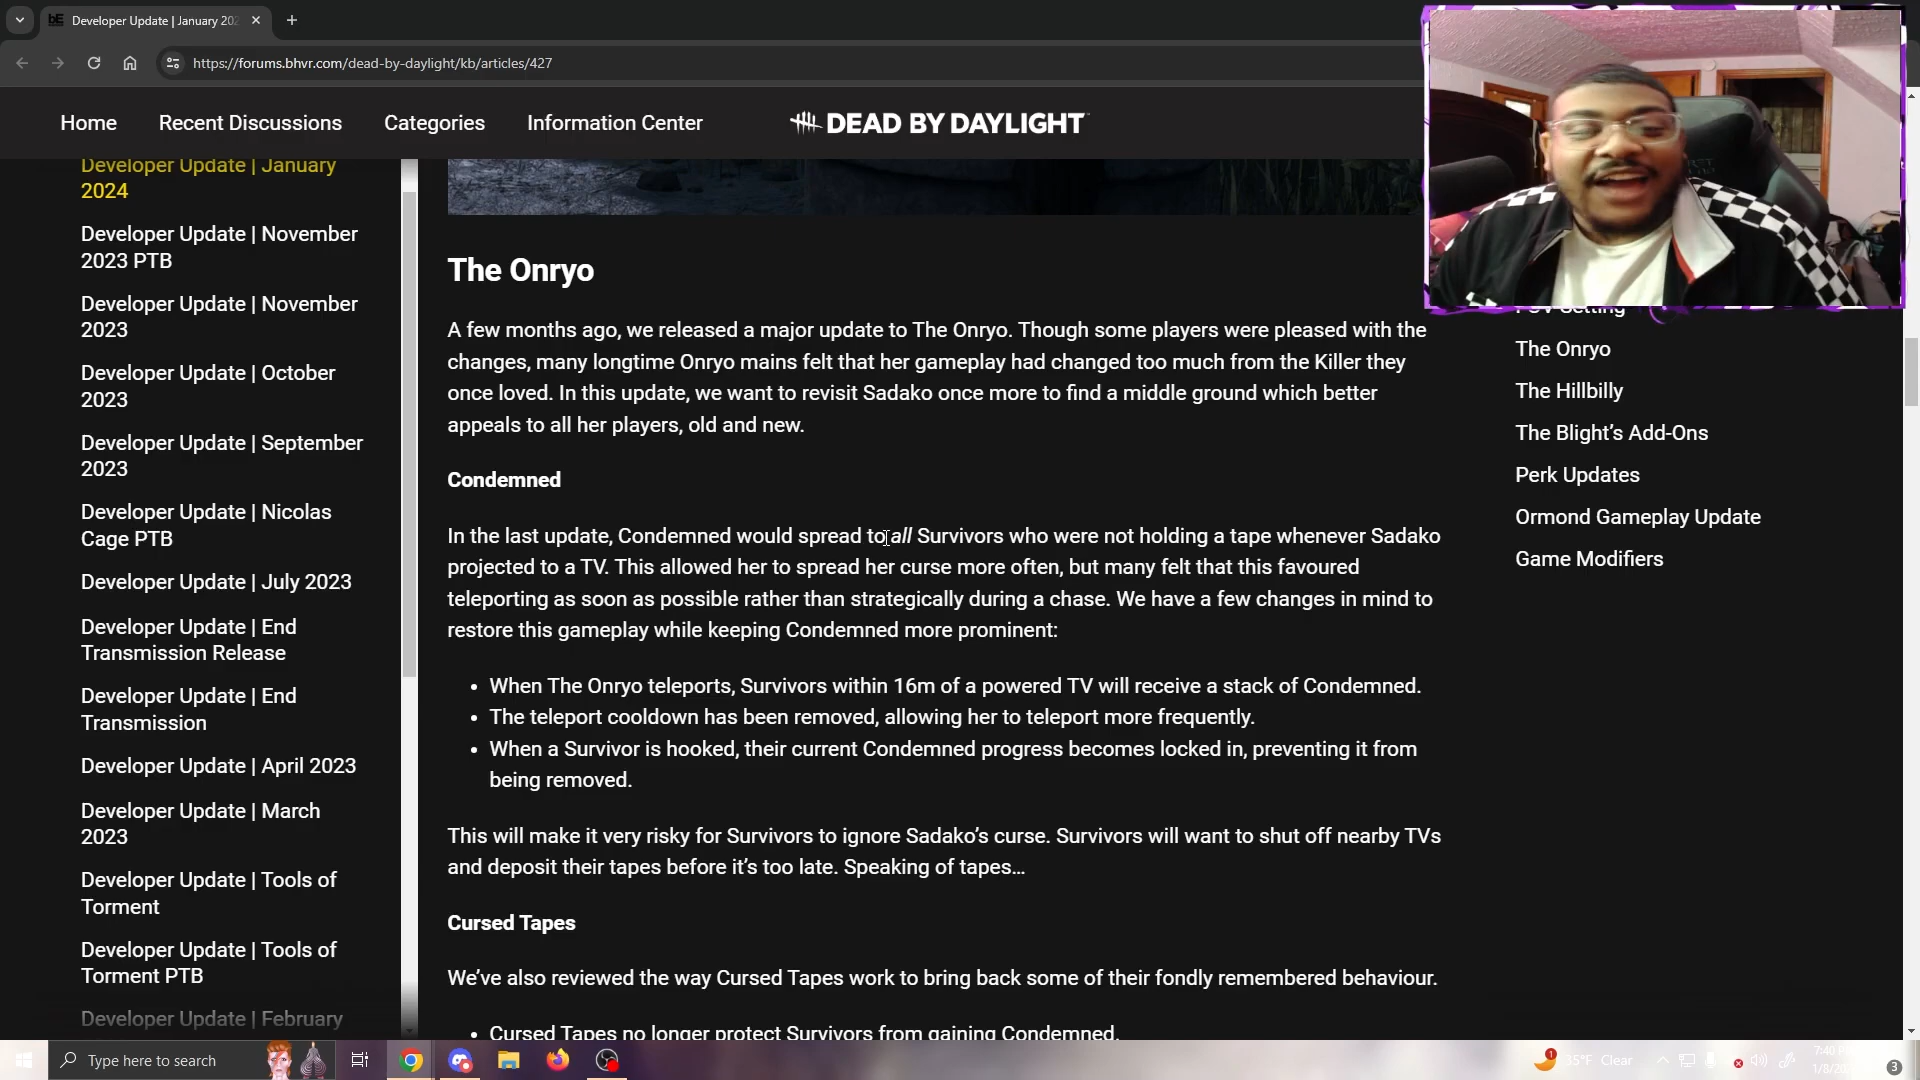 Developer Update | January 202
https://forums.bhvr.com/dead-by-daylight/kb/articles/427
Home
Recent Discussions
Categories
Information Center
DEAD BY DAYLIGHT
Developer Update | January
2024
Developer Update | November
2023 PTB
Developer Update | November
2023
Developer Update | October
2023
Developer Update | September
2023
Developer Update | Nicolas
Cage PTB
Developer Update | July 2023
Developer Update | End
Transmission Release
Developer Update | End
Transmission
Developer Update | April 2023
Developer Update | March
2023
Developer Update | Tools of
Torment
Developer Update | Tools of
Torment PTB
Developer Update | February
The Onryo
A few months ago, we released a major update to The Onryo. Though some players were pleased with the
changes, many longtime Onryo mains felt that her gameplay had changed too much from the Killer they
once loved. In this update, we want to revisit Sadako once more to find a middle ground which better
appeals to all her players, old and new.
Condemned
In the last update, Condemned would spread to all Survivors who were not holding a tape whenever Sadako
projected to a TV. This allowed her to spread her curse more often, but many felt that this favoured
teleporting as soon as possible rather than strategically during a chase. We have a few changes in mind to
restore this gameplay while keeping Condemned more prominent:
• When The Onryo teleports, Survivors within 16m of a powered TV will receive a stack of Condemned.
• The teleport cooldown has been removed, allowing her to teleport more frequently.
• When a Survivor is hooked, their current Condemned progress becomes locked in, preventing it from
being removed.
This will make it very risky for Survivors to ignore Sadako's curse. Survivors will want to shut off nearby TVs
and deposit their tapes before it's too late. Speaking of tapes…
Cursed Tapes
We've also reviewed the way Cursed Tapes work to bring back some of their fondly remembered behaviour.
• Cursed Tapes no longer protect Survivors from gaining Condemned.
FOV Setting
The Onryo
The Hillbilly
The Blight's Add-Ons
Perk Updates
Ormond Gameplay Update
Game Modifiers
Type here to search
1
35°F Clear
7:40
1/8/20
3